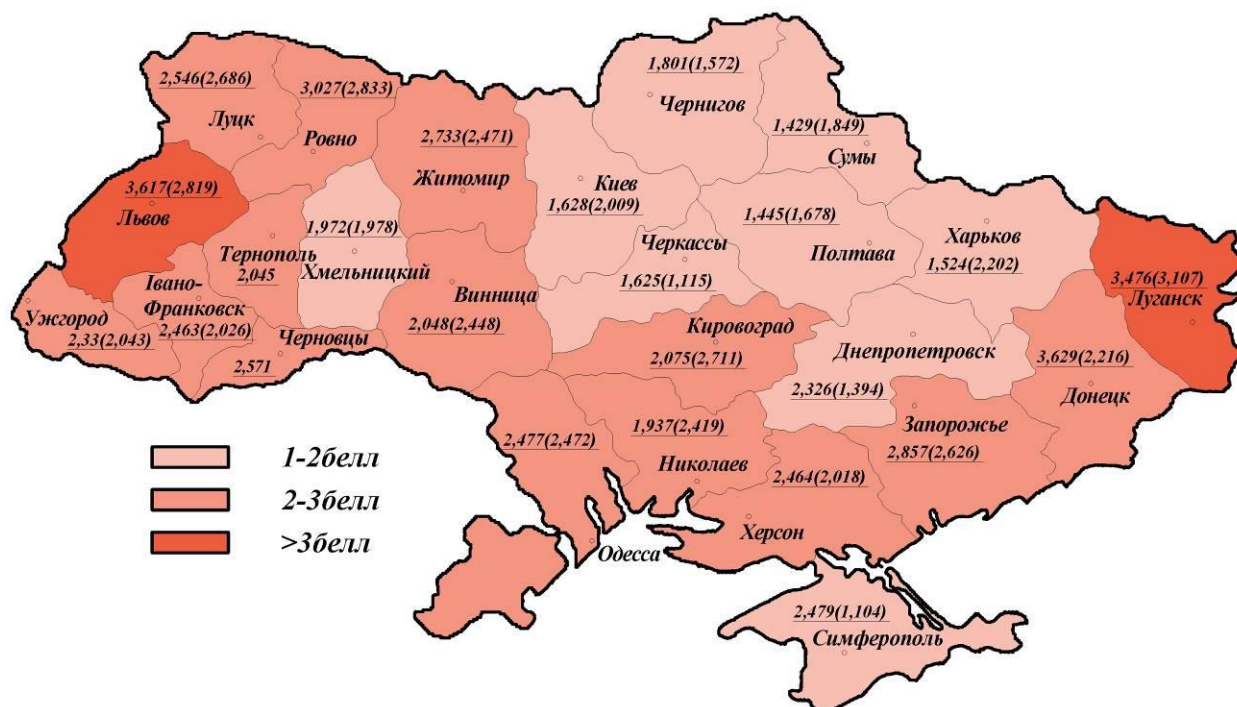 2,546(2,686)
Луцк
3,027(2,833)
Ровно
2,733(2,471)
Житомир
1,801(1,572)
Чернигов
1,429(1,849)
Сумы
3,617(2,819)
Львов
Тернополь
2,045
1,972(1,978)
Хмельницкий
Киев
1,628(2,009)
Черкассы
1,625(1,115)
1,445(1,678)
Полтава
Харьков
1,524(2,202)
3,476(3,107)
Луганск
Ужгород
2,33(2,043)
Івано-
Франковск
2,463(2,026)
Черновцы
2,571
Винница
2,048(2,448)
Кировоград
2,075(2,711)
Днепропетровск
2,326(1,394)
3,629(2,216)
Донецк
Запорожье
2,857(2,626)
2,477(2,472)
Одесса
1,937(2,419)
Николаев
2,464(2,018)
Херсон
2,479(1,104)
Симферополь
1-2белл
2-3белл
>3белл